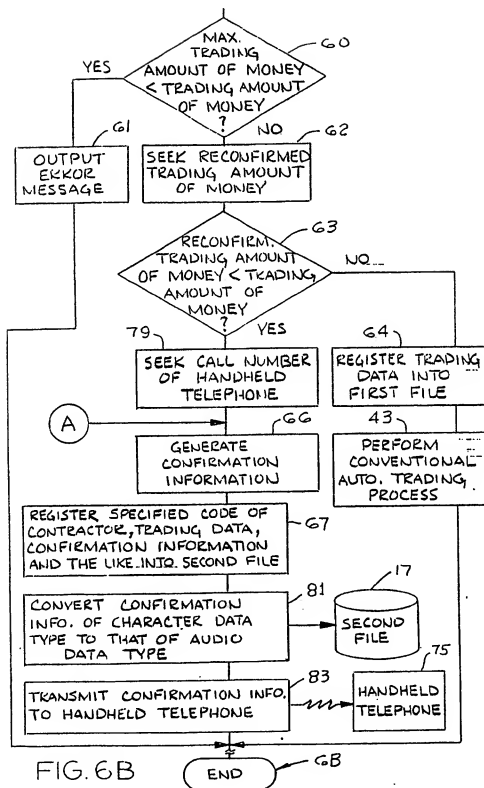 60
MAX.
TRADING
AMOUNT OF MONEY
< TRADING AMOUNT
OF MONEY
?
YES
NO
61
OUTPUT
ERROR
MESSAGE
62
SEEK RECONFIRMED
TRADING AMOUNT
OF MONEY
63
RECONFIRM.
TRADING AMOUNT
OF MONEY < TRADING
AMOUNT OF
MONEY
?
NO
YES
79
SEEK CALL NUMBER
OF HANDHELD
TELEPHONE
64
REGISTER TRADING
DATA INTO
FIRST FILE
A
66
GENERATE
CONFIRMATION
INFORMATION
43
PERFORM
CONVENTIONAL
AUTO. TRADING
PROCESS
REGISTER SPECIFIED CODE OF
CONTRACTOR, TRADING DATA,
CONFIRMATION INFORMATION
AND THE LIKE INTO SECOND FILE
67
CONVERT CONFIRMATION
INFO. OF CHARACTER DATA
TYPE TO THAT OF AUDIO
DATA TYPE
81
17
SECOND
FILE
TRANSMIT CONFIRMATION INFO.
TO HANDHELD TELEPHONE
83
75
HANDHELD
TELEPHONE
FIG. 6B
END
6B